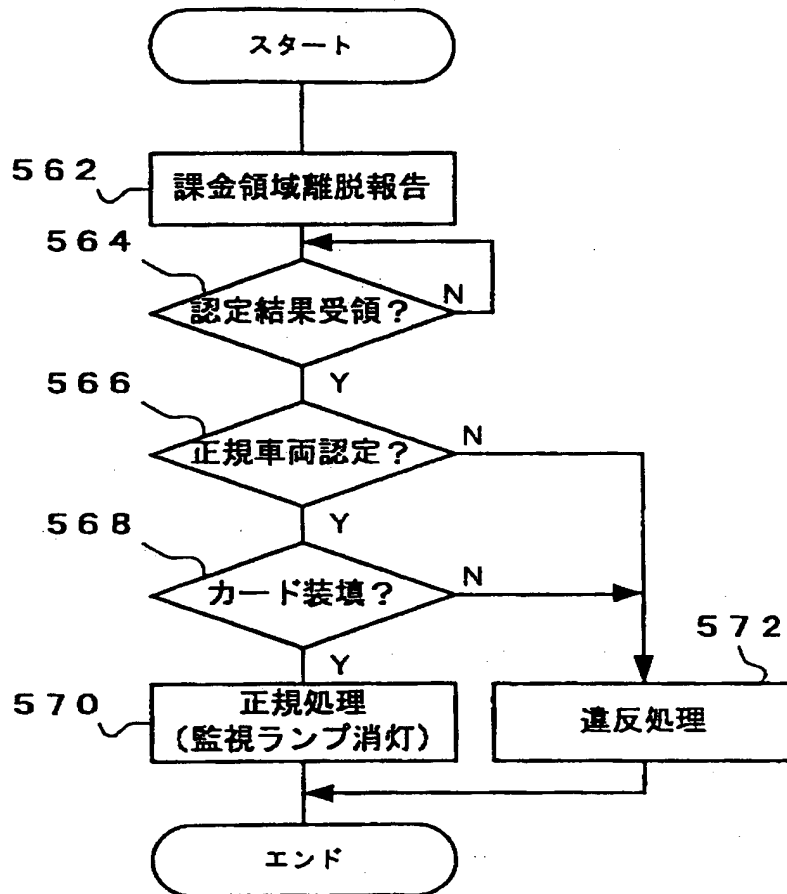 スタート
562
課金領域離脱報告
564
認定結果受領?
N
Y
566
正規車両認定?
N
Y
568
カード装填?
N
Y
570
正規処理
(監視ランプ消灯)
572
違反処理
エンド